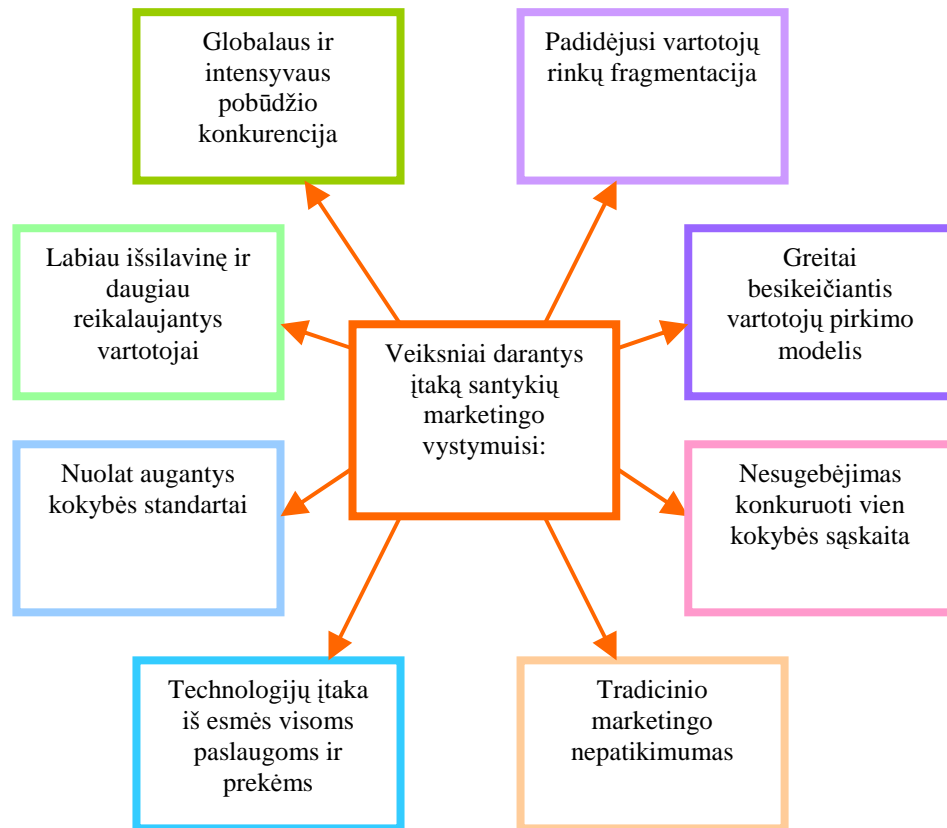 Globalaus ir
intensyvaus
pobūdžio
konkurencija
Padidėjusi vartotojų
rinkų fragmentacija
Labiau išsilavinę ir
daugiau
reikalaujantys
vartotojai
Greitai
besikeičiantis
vartotojų pirkimo
modelis
Veiksniai darantys
įtaką santykių
marketingo
vystymuisi:
Nuolat augantys
kokybės standartai
Nesugebėjimas
konkuruoti vien
kokybės sąskaita
Technologijų įtaka
iš esmės visoms
paslaugoms ir
prekėms
Tradicinio
marketingo
nepatikimumas